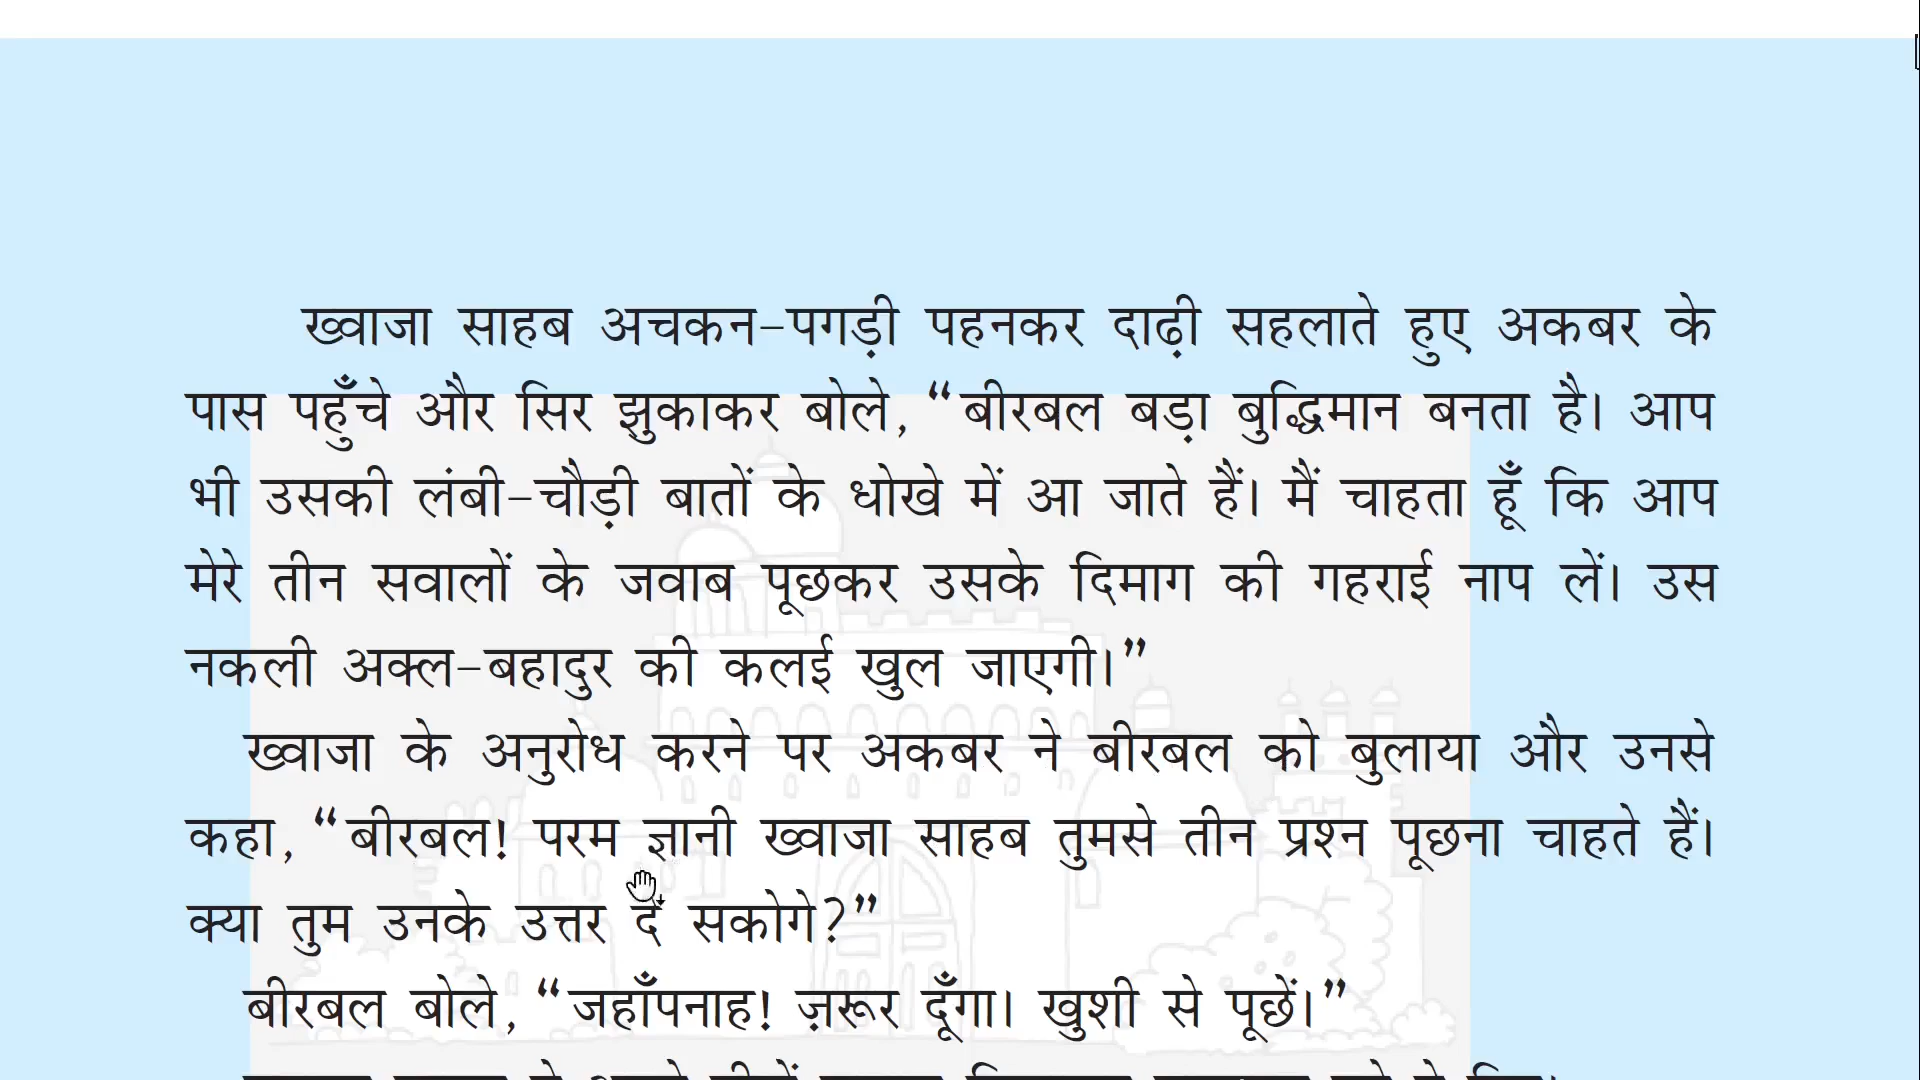 ख्वाजा साहब अचकन-पगड़ी पहनकर दाढ़ी सहलाते हुए अकबर के
पास पहुँचे और सिर झुकाकर बोले, “बीरबल बड़ा बुद्धिमान बनता है। आप
भी उसकी लंबी-चौड़ी बातों के धोखे में आ जाते हैं। मैं चाहता हूँ कि आप
मेरे तीन सवालों के जवाब पूछकर उसके दिमाग की गहराई नाप लें। उस
नकली अक्ल-बहादुर की कलई खुल जाएगी।”
ख्वाजा के अनुरोध करने पर अकबर ने बीरबल को बुलाया और उनसे
कहा, “बीरबल! परम ज्ञानी ख्वाजा साहब तुमसे तीन प्रश्न पूछना चाहते हैं।
क्या तुम उनके उत्तर दे सकोगे?”
बीरबल बोले, “जहाँपनाह! ज़रूर दूँगा। खुशी से पूछें।”